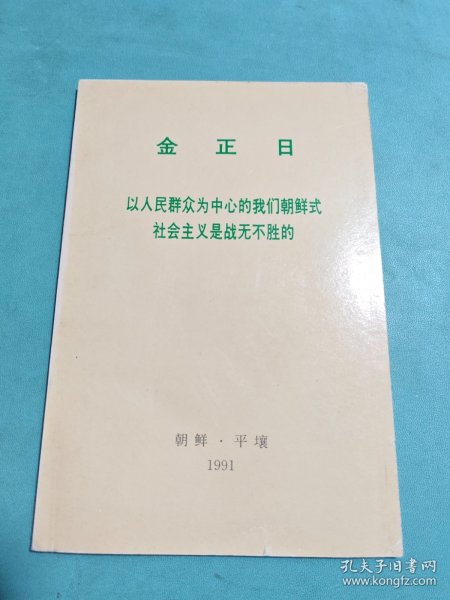 金正日
以人民群众为中心的我们朝鲜式
社会主义是战无不胜的
朝鲜·平壤
1991
孔夫子旧书网
www.kongfz.com